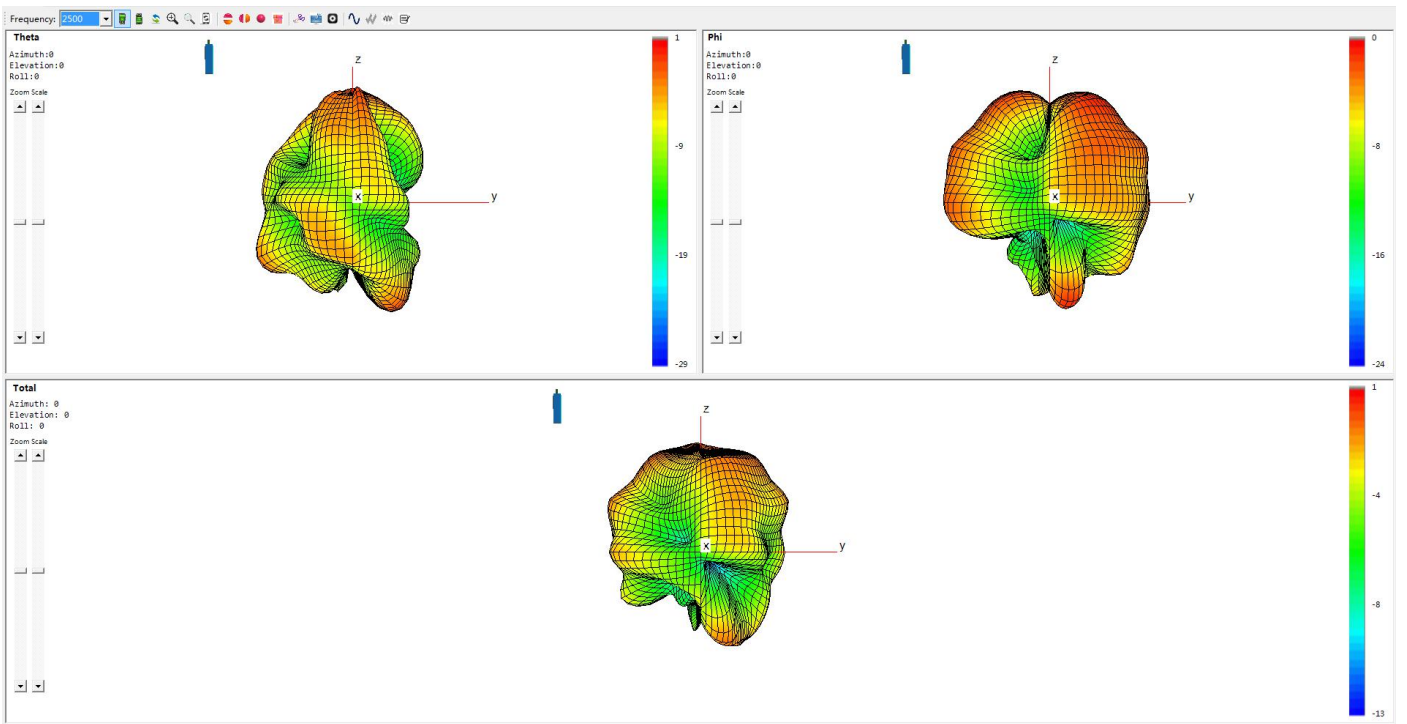 Frequency: 2500
Theta
Azimuth:0
Elevation:0
Roll:0
Zoom Scale
z
y
x
1
-9
-19
-29
Phi
Azimuth:0
Elevation:0
Roll:0
Zoom Scale
z
y
x
0
-8
-16
-24
Total
Azimuth: 0
Elevation: 0
Roll: 0
Zoom Scale
z
y
x
1
-4
-8
-13